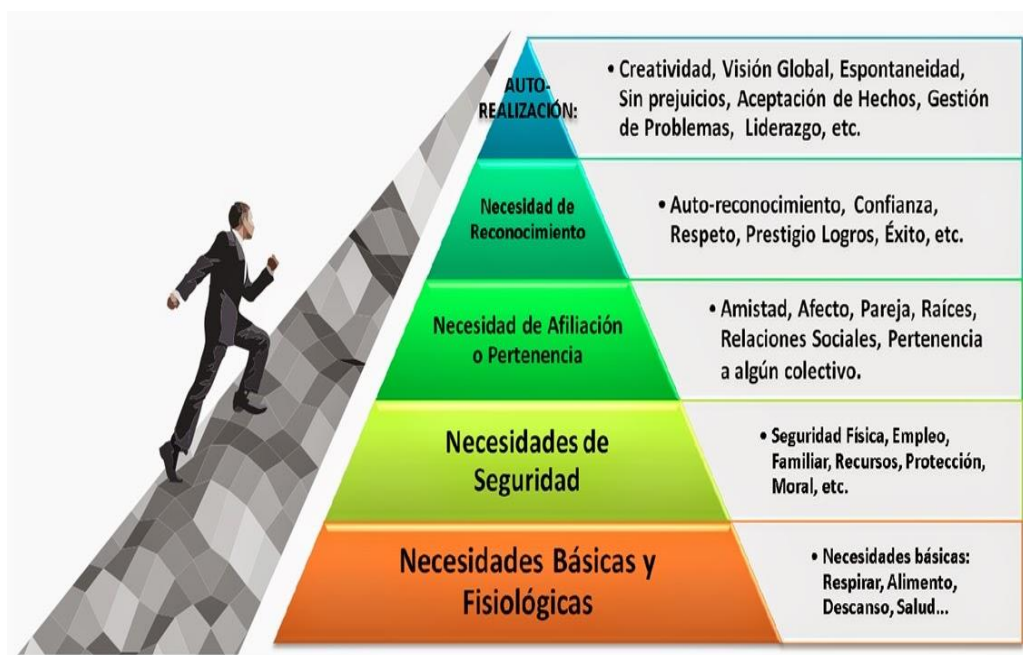 AUTO-
REALIZACIÓN:
• Creatividad, Visión Global, Espontaneidad,
Sin prejuicios, Aceptación de Hechos, Gestión
de Problemas, Liderazgo, etc.
Necesidad de
Reconocimiento
• Auto-reconocimiento, Confianza,
Respeto, Prestigio Logros, Éxito, etc.
Necesidad de Afiliación
o Pertenencia
• Amistad, Afecto, Pareja, Raíces,
Relaciones Sociales, Pertenencia
a algún colectivo.
Necesidades de
Seguridad
• Seguridad Física, Empleo,
Familiar, Recursos, Protección,
Moral, etc.
Necesidades Básicas y
Fisiológicas
• Necesidades básicas:
Respirar, Alimento,
Descanso, Salud...